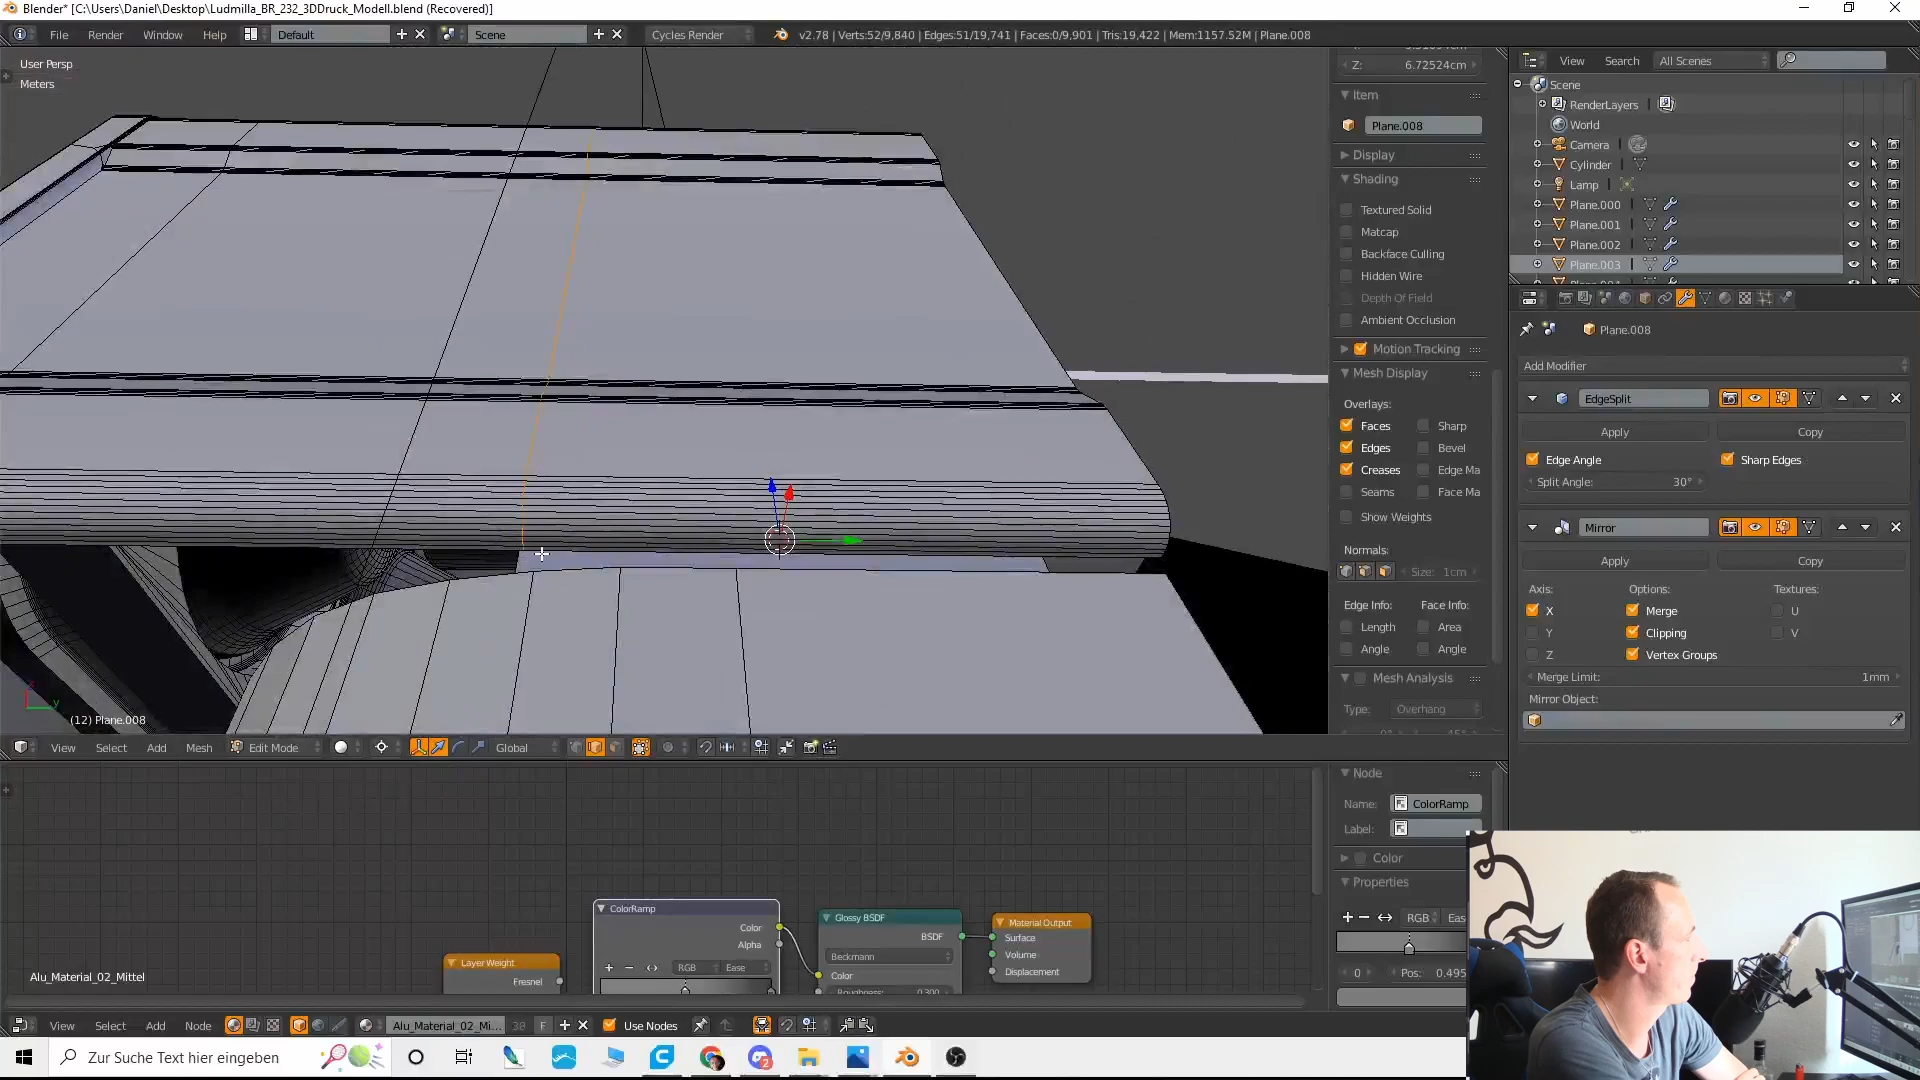 Blender* [C:\Users\Daniel\Desktop\Ludmilla_BR_232_3DDruck_Modell.blend (Recovered)]
File Render Window Help Default Scene Cycles Render v2.78 | Verts:52/9,840 | Edges:51/19,741 | Faces:0/9,901 | Tris:19,422 | Mem:1157.52M | Plane.008
User Persp
Meters
Z: 6.72524cm
Item
Plane.008
Display
Shading
Textured Solid
Matcap
Backface Culling
Hidden Wire
Depth Of Field
Ambient Occlusion
Motion Tracking
Mesh Display
Overlays:
Faces Sharp
Edges Bevel
Creases Edge Ma
Seams Face Ma
Show Weights
Normals:
Size: 1cm
Edge Info: Face Info:
Length Area
Angle Angle
Mesh Analysis
Type: Overhang
View Search All Scenes
Scene
RenderLayers
World
Camera
Cylinder
Lamp
Plane.000
Plane.001
Plane.002
Plane.003
Plane.008
Add Modifier
EdgeSplit
Apply Copy
Edge Angle Sharp Edges
Split Angle: 30°
Mirror
Apply Copy
Axis: Options: Textures:
X Merge U
Y Clipping V
Z Vertex Groups
Merge Limit: 1mm
Mirror Object:
z
y
(12) Plane.008
View Select Add Mesh Edit Mode Global
Node
Name: ColorRamp
Label:
Color
Properties
RGB Eas
0 Pos: 0.495
Layer Weight
Fresnel
ColorRamp
Color
Alpha
RGB Ease
Glossy BSDF
BSDF
Beckmann
Color
Roughness: 0.300
Material Output
Surface
Volume
Displacement
Alu_Material_02_Mittel
View Select Add Node Alu_Material_02_Mi... 38 F Use Nodes
Zur Suche Text hier eingeben
2